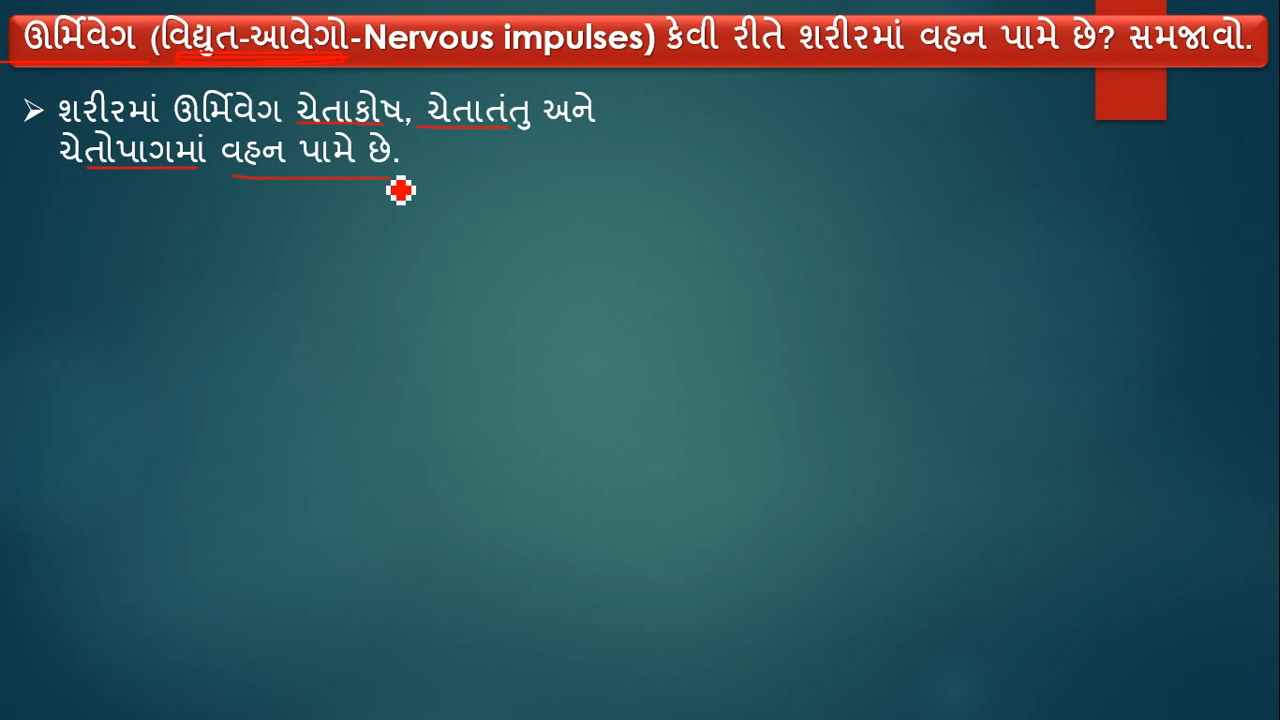 ઊર્મિવેગ (વિદ્યુત-આવેગો-Nervous impulses) કેવી રીતે શરીરમાં વહન પામે છે? સમજાવો.
➢ શરીરમાં ઊર્મિવેગ ચેતાકોષ, ચેતાતંતુ અને
ચેતોપાગમાં વહન પામે છે.